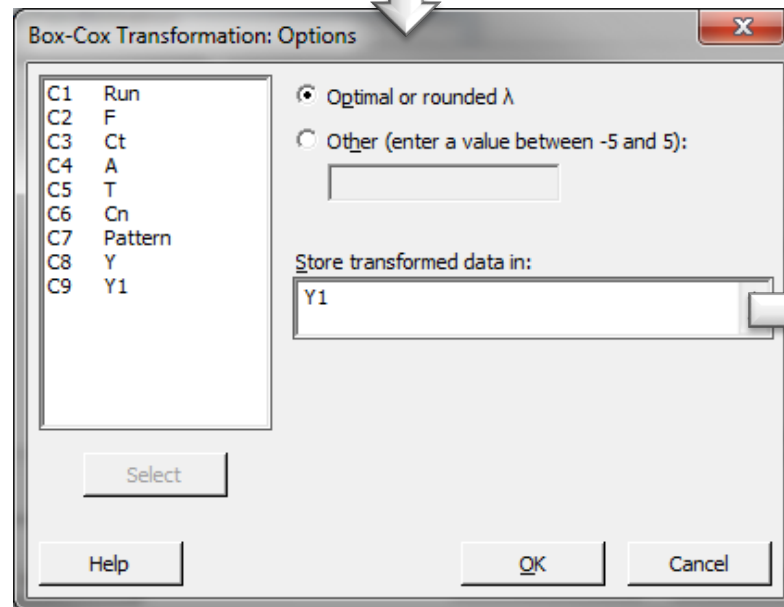 Box-Cox Transformation: Options
C1 Run
C2 F
C3 Ct
C4 A
C5 T
C6 Cn
C7 Pattern
C8 Y
C9 Y1
Optimal or rounded λ
Other (enter a value between -5 and 5):
Store transformed data in:
Y1
Select
Help
OK
Cancel